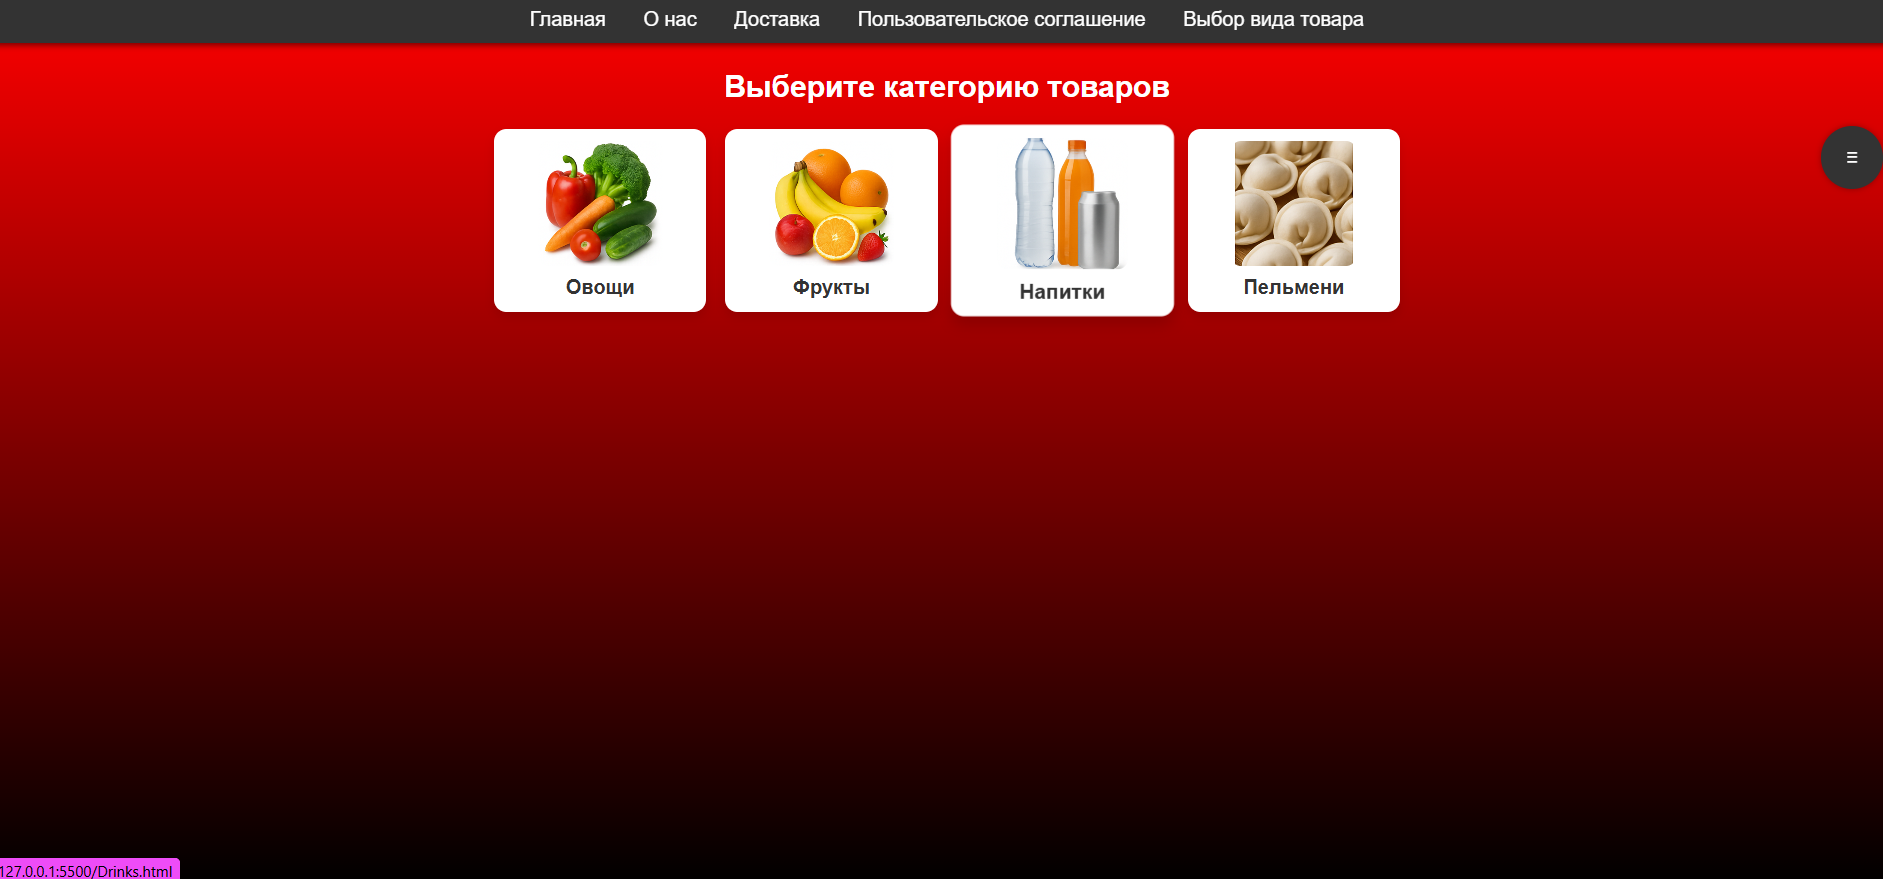 Главная О нас Доставка Пользовательское соглашение Выбор вида товара
Выберите категорию товаров
Овощи Фрукты Напитки Пельмени
127.0.0.1:5500/Drinks.html